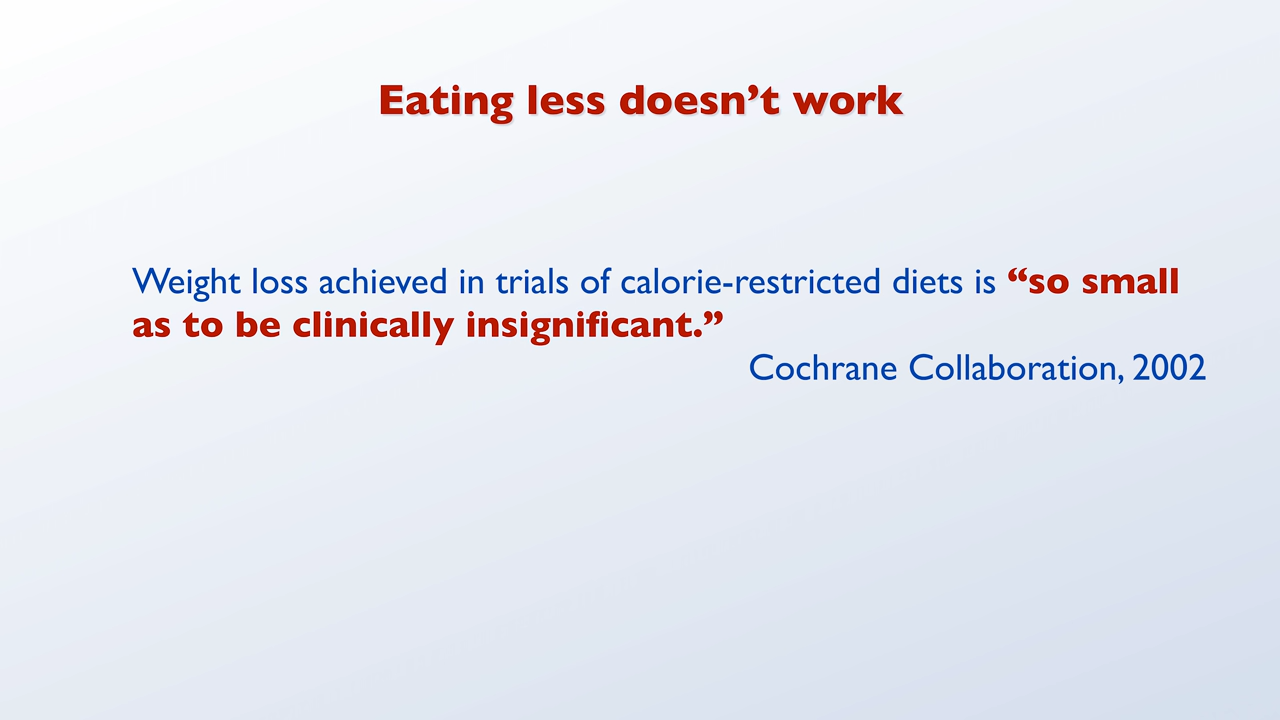 Eating less doesn’t work
Weight loss achieved in trials of calorie-restricted diets is “so small
as to be clinically insignificant.”
Cochrane Collaboration, 2002